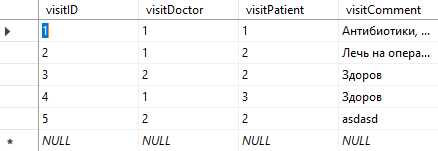 visitID visitDoctor visitPatient visitComment
1 1 1 Антибиотики, ...
2 1 2 Лечь на опера...
3 2 2 Здоров
4 1 3 Здоров
5 2 2 asdasd
NULL NULL NULL NULL